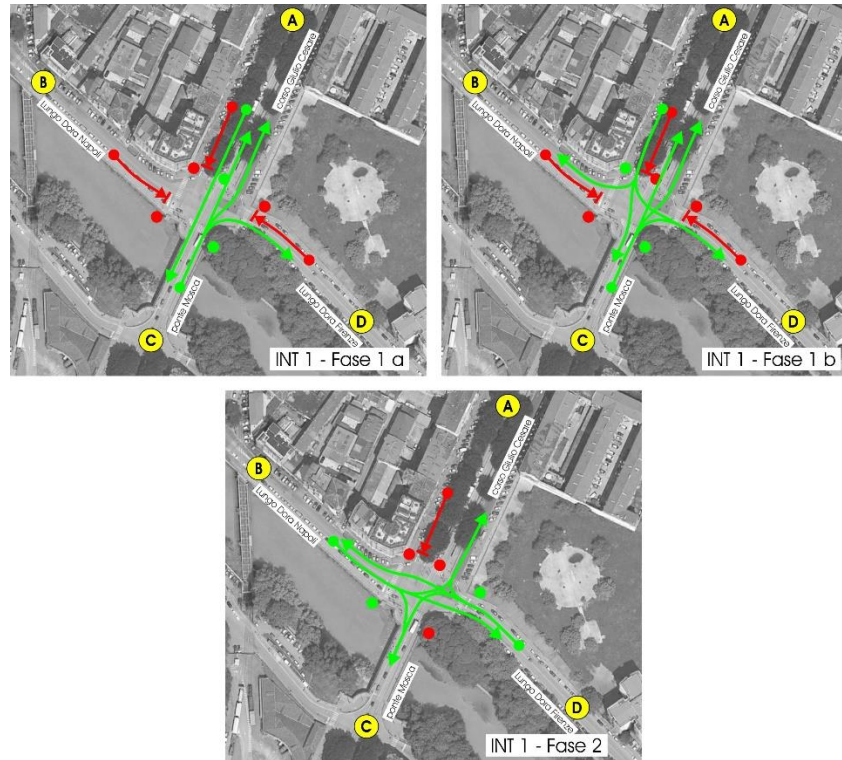 A
B
Lungo Dora Napoli
corso Giulio Cesare
ponte Mosca
Lungo Dora Firenze
D
C
INT 1 - Fase 1 a
A
B
Lungo Dora Napoli
corso Giulio Cesare
ponte Mosca
Lungo Dora Firenze
D
C
INT 1 - Fase 1 b
A
B
Lungo Dora Napoli
corso Giulio Cesare
ponte Mosca
Lungo Dora Firenze
D
C
INT 1 - Fase 2